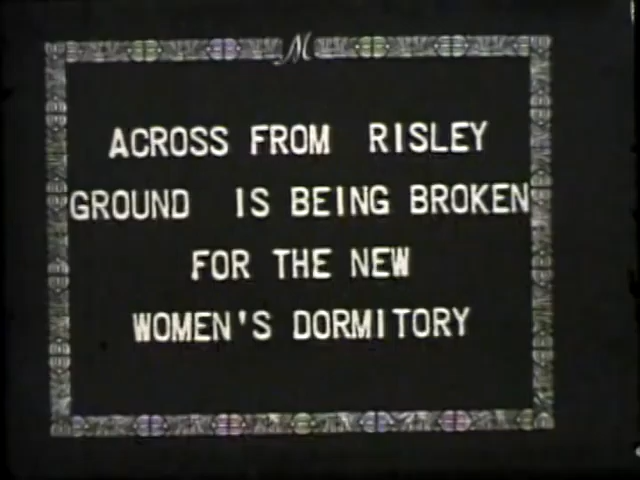 M
ACROSS FROM RISLEY
GROUND IS BEING BROKEN
FOR THE NEW
WOMEN'S DORMITORY